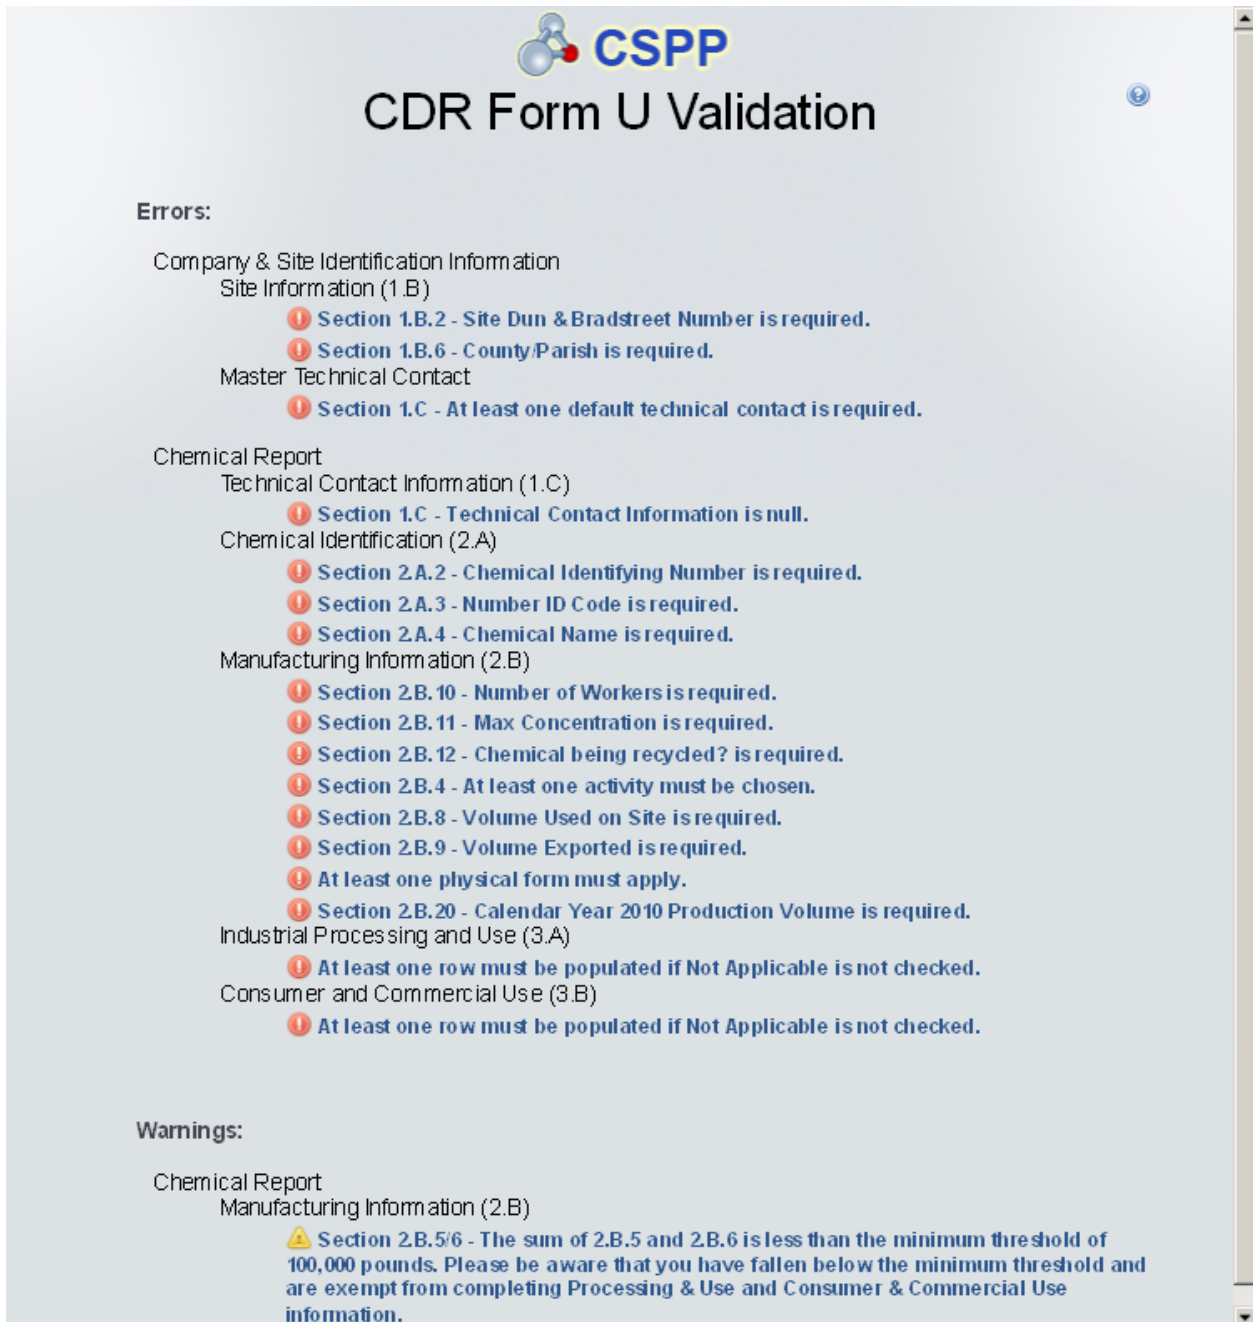 CSPP
CDR Form U Validation
Errors:
Company & Site Identification Information
Site Information (1.B)
Section 1.B.2 - Site Dun & Bradstreet Number is required.
Section 1.B.6 - County/Parish is required.
Master Technical Contact
Section 1.C - At least one default technical contact is required.
Chemical Report
Technical Contact Information (1.C)
Section 1.C - Technical Contact Information is null.
Chemical Identification (2.A)
Section 2.A.2 - Chemical Identifying Number is required.
Section 2.A.3 - Number ID Code is required.
Section 2.A.4 - Chemical Name is required.
Manufacturing Information (2.B)
Section 2.B.10 - Number of Workers is required.
Section 2.B.11 - Max Concentration is required.
Section 2.B.12 - Chemical being recycled? is required.
Section 2.B.4 - At least one activity must be chosen.
Section 2.B.8 - Volume Used on Site is required.
Section 2.B.9 - Volume Exported is required.
At least one physical form must apply.
Section 2.B.20 - Calendar Year 2010 Production Volume is required.
Industrial Processing and Use (3.A)
At least one row must be populated if Not Applicable is not checked.
Consumer and Commercial Use (3.B)
At least one row must be populated if Not Applicable is not checked.
Warnings:
Chemical Report
Manufacturing Information (2.B)
Section 2.B.5/6 - The sum of 2.B.5 and 2.B.6 is less than the minimum threshold of
100,000 pounds. Please be aware that you have fallen below the minimum threshold and
are exempt from completing Processing & Use and Consumer & Commercial Use
information.